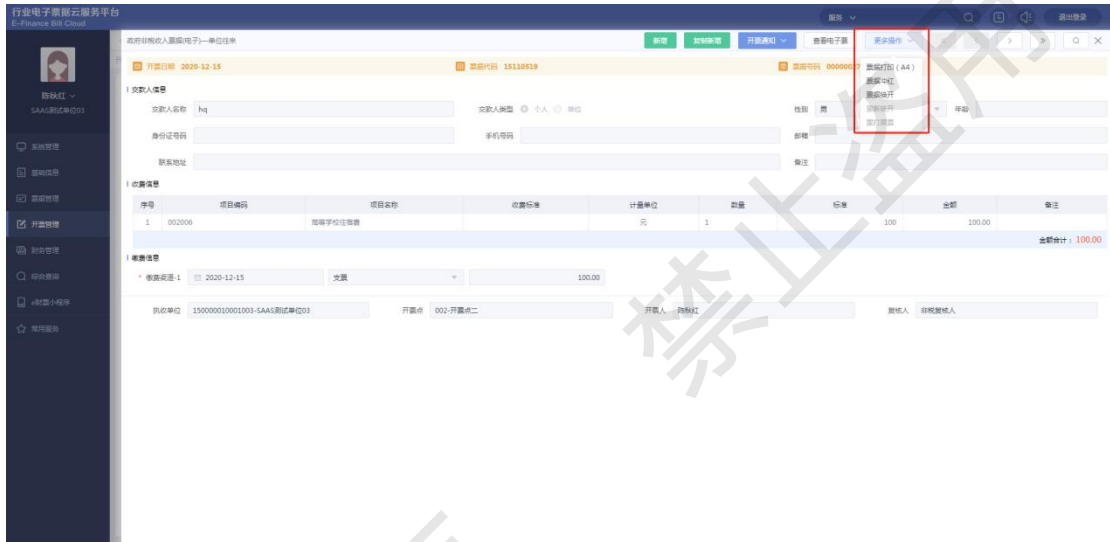 行业电子票据云服务平台
E-Finance Bill Cloud
服务
退出登录
陈秋红
SAAS测试单位03
系统管理
基础信息
票据管理
开票管理
财务管理
综合查询
e财票小程序
常用服务
政府非税收入票据(电子)—单位往来
新增 复制新增 开票通知 查看电子票 更多操作
票据打印(A4)
票据冲红
票据换开
开票日期 2020-12-15 票据代码 15110519 票据号码 00000027
交款人信息
交款人名称 hq 交款人类型 个人 单位 性别 男 年龄
身份证号码 手机号码 邮箱
联系地址 备注
收费信息
序号 项目编码 项目名称 收费标准 计量单位 数量 标准 金额 备注
1 002006 高等学校住宿费 元 1 100 100.00
金额合计:100.00
缴费信息
* 缴费渠道-1 2020-12-15 支票 100.00
执收单位 150000010001003-SAAS测试单位03 开票点 002-开票点二 开票人 陈秋红 复核人 非税复核人
禁止盗用